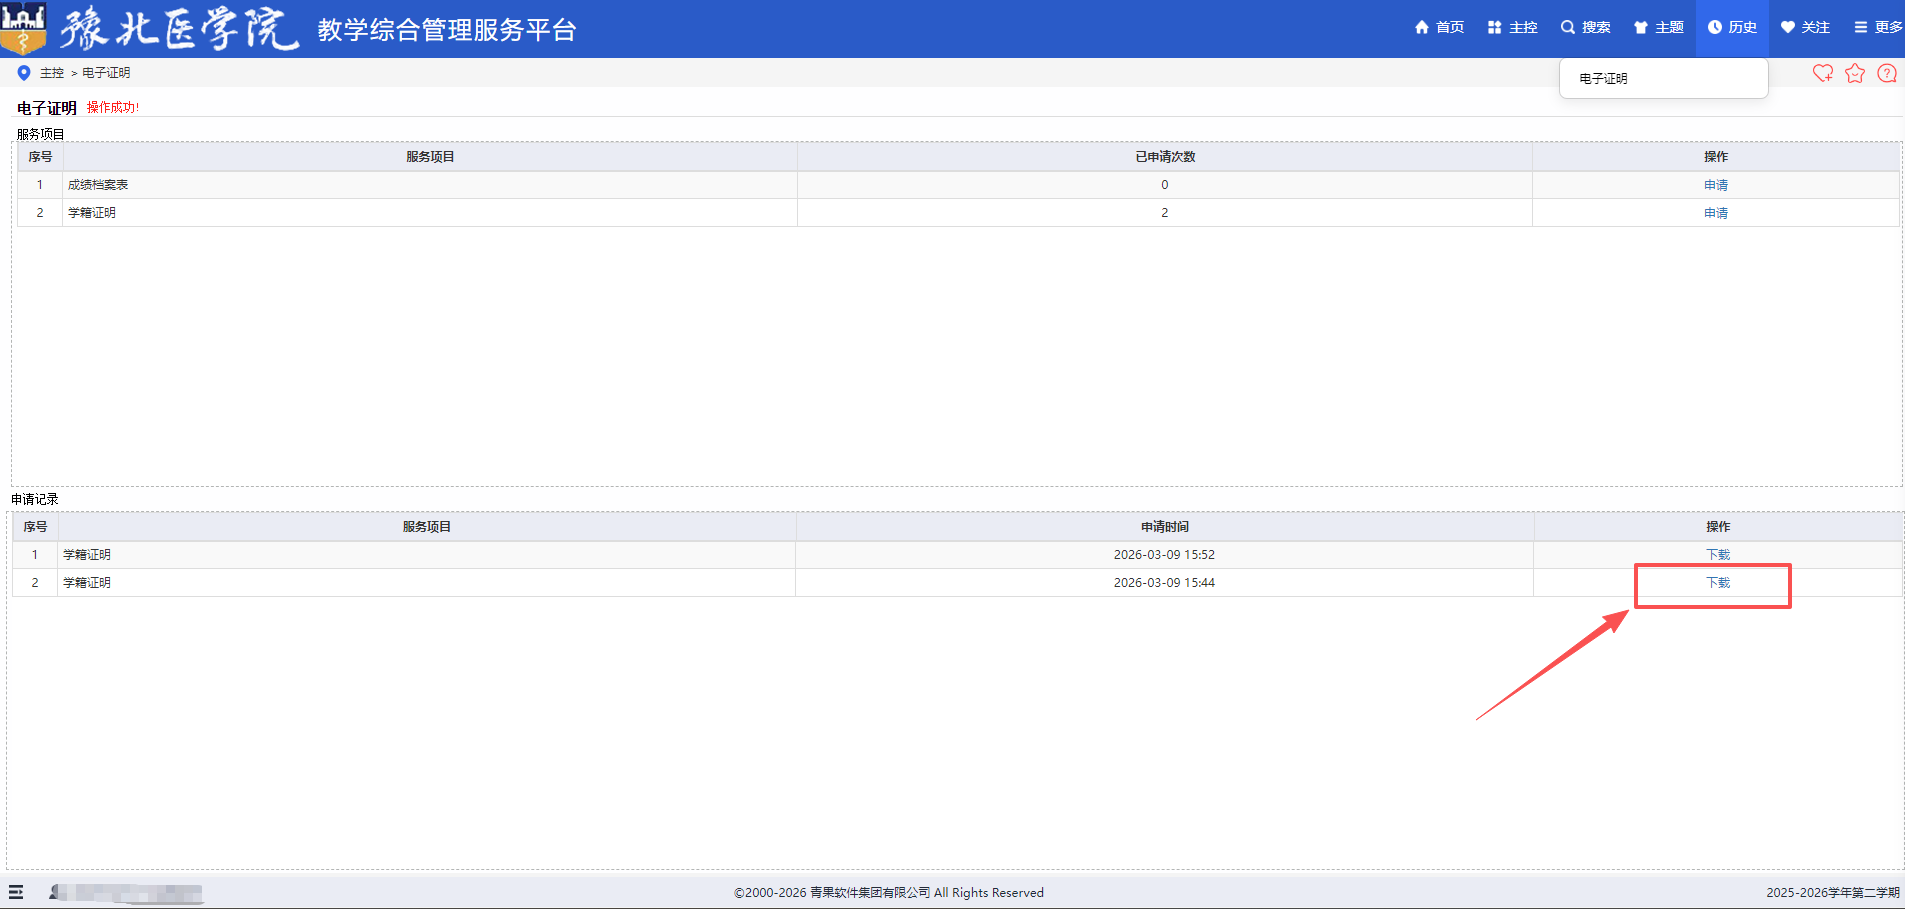 豫北医学院 教学综合管理服务平台 首页 主控 搜索 主题 历史 关注 更多
主控 > 电子证明 电子证明
电子证明 操作成功!
服务项目
序号 服务项目 已申请次数 操作
1 成绩档案表 0 申请
2 学籍证明 2 申请
申请记录
序号 服务项目 申请时间 操作
1 学籍证明 2026-03-09 15:52 下载
2 学籍证明 2026-03-09 15:44 下载
©2000-2026 青果软件集团有限公司 All Rights Reserved 2025-2026学年第二学期